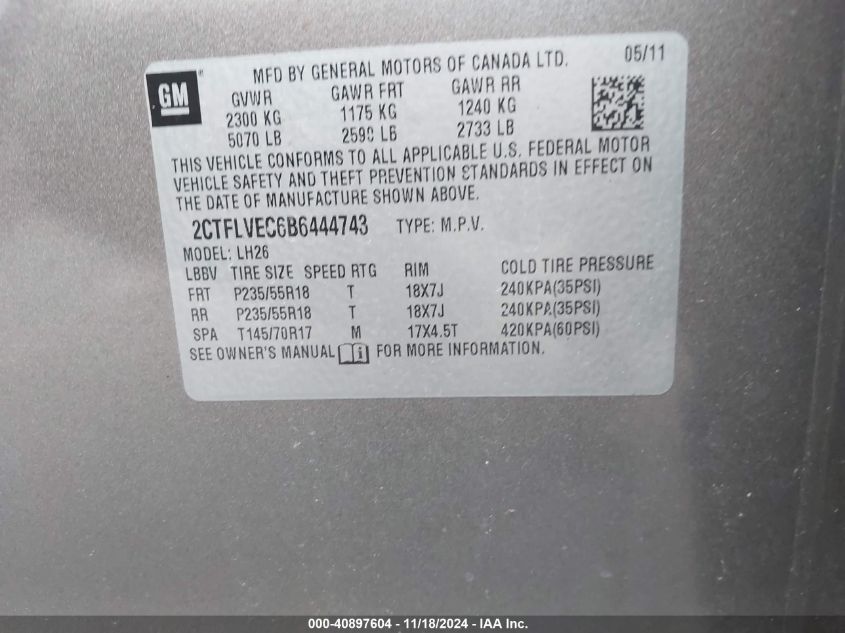 GM
MFD BY GENERAL MOTORS OF CANADA LTD. 05/11
GVWR GAWR FRT GAWR RR
2300 KG 1175 KG 1240 KG
5070 LB 2590 LB 2733 LB
THIS VEHICLE CONFORMS TO ALL APPLICABLE U.S. FEDERAL MOTOR
VEHICLE SAFETY AND THEFT PREVENTION STANDARDS IN EFFECT ON
THE DATE OF MANUFACTURE SHOWN ABOVE.
2CTFLVEC6B6444743 TYPE: M.P.V.
MODEL: LH26
LBBV TIRE SIZE SPEED RTG RIM COLD TIRE PRESSURE
FRT P235/55R18 T 18X7J 240KPA(35PSI)
RR P235/55R18 T 18X7J 240KPA(35PSI)
SPA T145/70R17 M 17X4.5T 420KPA(60PSI)
SEE OWNER'S MANUAL i FOR MORE INFORMATION.
000-40897604 - 11/18/2024 - IAA Inc.